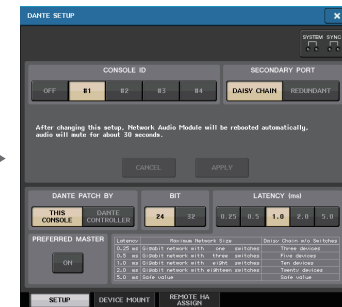 DANTE SETUP
SYSTEM SYNC
CONSOLE ID
SECONDARY PORT
OFF #1 #2 #3 #4 DAISY CHAIN REDUNDANT
After changing this setup, Network Audio Module will be rebooted automatically,
audio will mute for about 30 seconds.
CANCEL APPLY
DANTE PATCH BY
BIT
LATENCY (ms)
THIS CONSOLE
DANTE CONTROLLER
24 32 0.25 0.5 1.0 2.0 5.0
PREFERRED MASTER
ON
Latency Maximum Network Size Daisy Chain w/o Switches
0.25 ms Gigabit network with one switches Three devices
0.5 ms Gigabit network with three switches Five devices
1.0 ms Gigabit network with eight switches Ten devices
2.0 ms Gigabit network with eighteen switches Twenty devices
5.0 ms Safe value Safe value
SETUP DEVICE MOUNT REMOTE HA ASSIGN